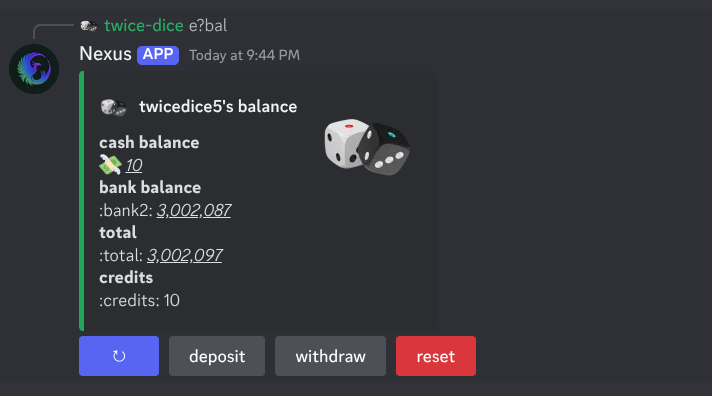 twice-dice e?bal
Nexus APP Today at 9:44 PM
twicedice5's balance
cash balance
💸 10
bank balance
:bank2: 3,002,087
total
:total: 3,002,097
credits
:credits: 10
↻ deposit withdraw reset